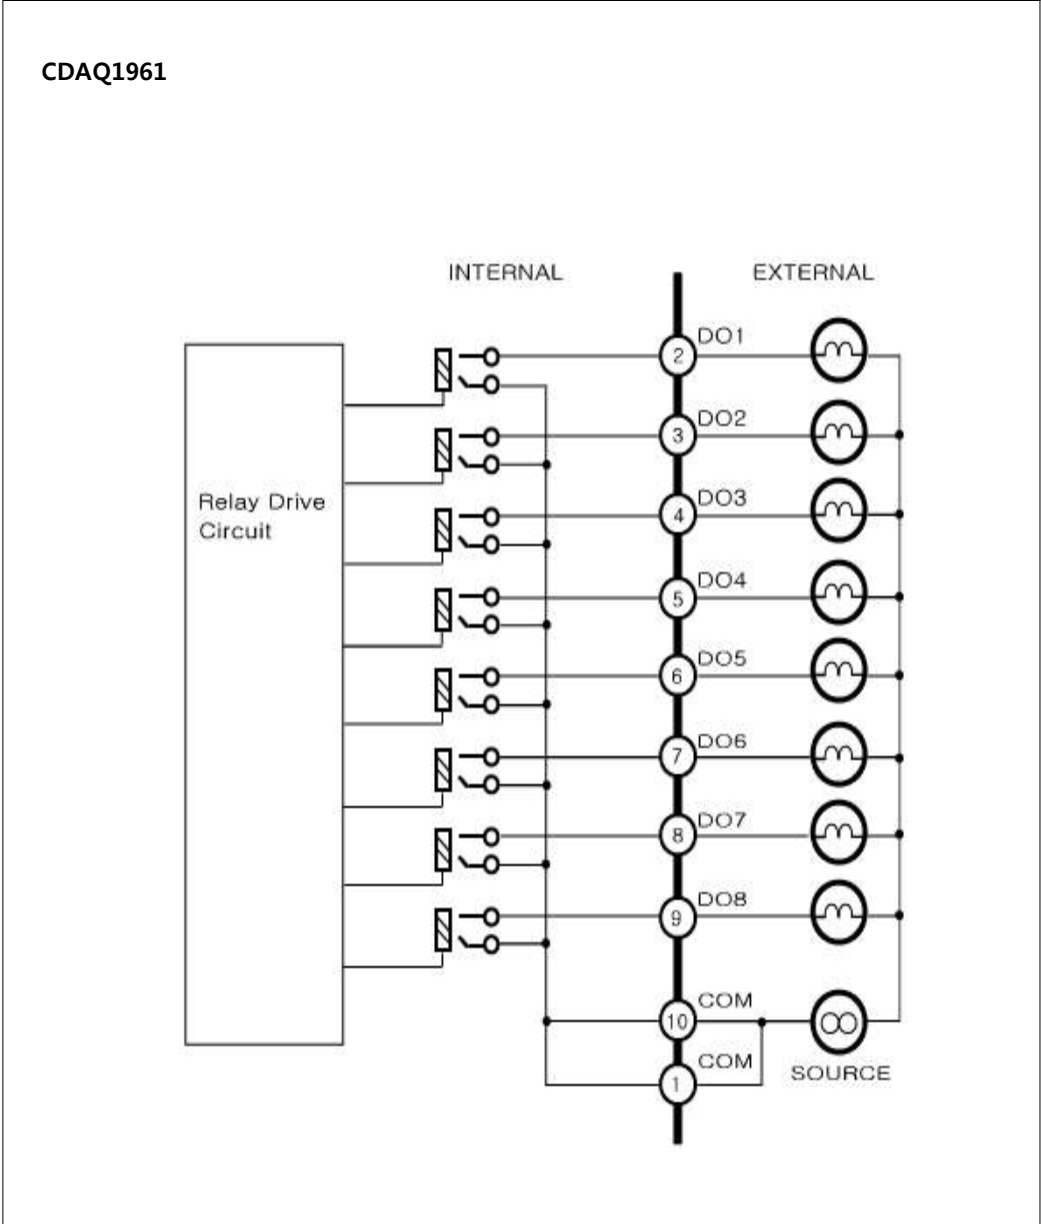 CDAQ1961
INTERNAL
EXTERNAL
Relay Drive
Circuit
2
DO1
3
DO2
4
DO3
5
DO4
6
DO5
7
DO6
8
DO7
9
DO8
10
COM
1
COM
SOURCE